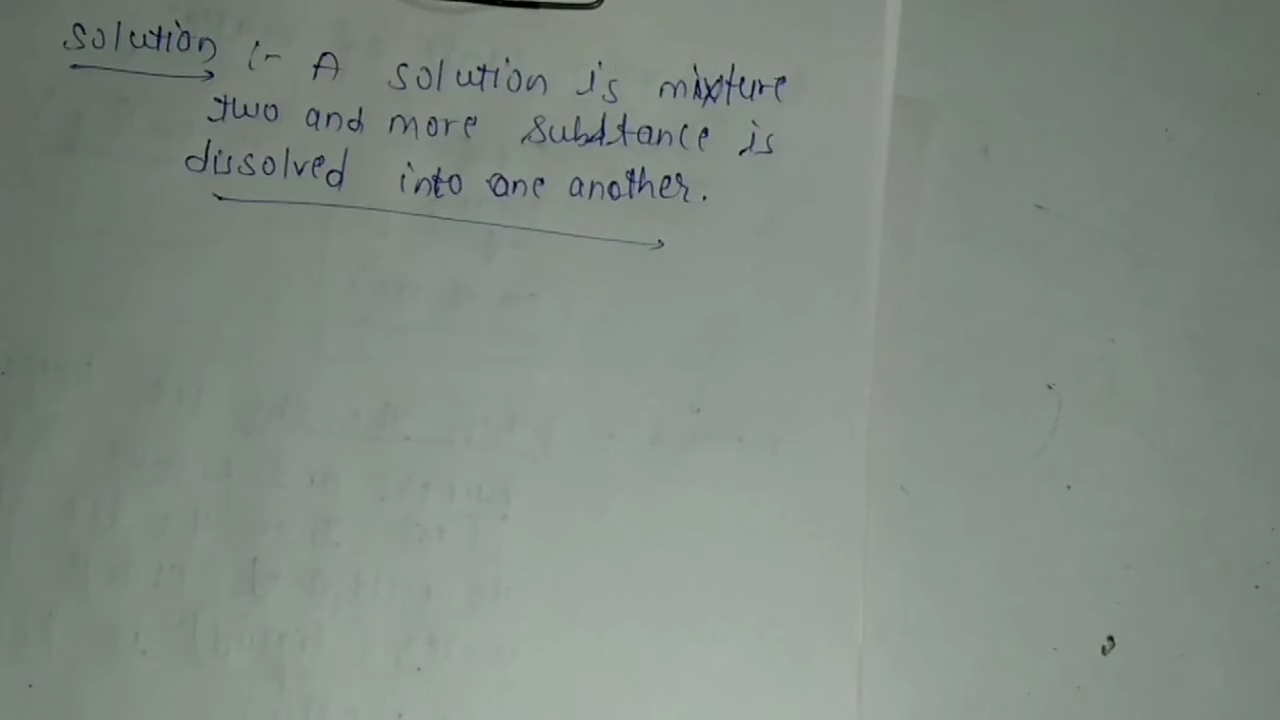 Solution :- A solution is mixture
two and more substance is
dissolved into one another.